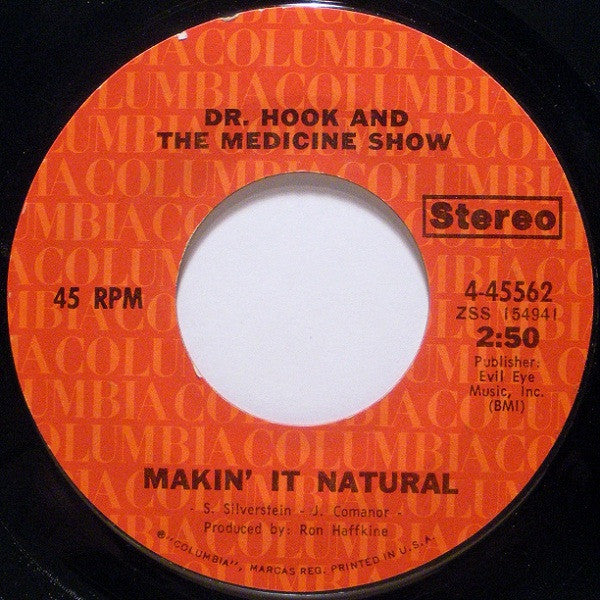 DR. HOOK AND
THE MEDICINE SHOW
Stereo
45 RPM
4-45562
ZSS 154941
2:50
Publisher:
Evil Eye
Music, Inc.
(BMI)
MAKIN' IT NATURAL
- S. Silverstein - J. Comanor -
Produced by: Ron Haffkine
®"COLUMBIA", MARCAS REG. PRINTED IN U.S.A.
COLUMBIA